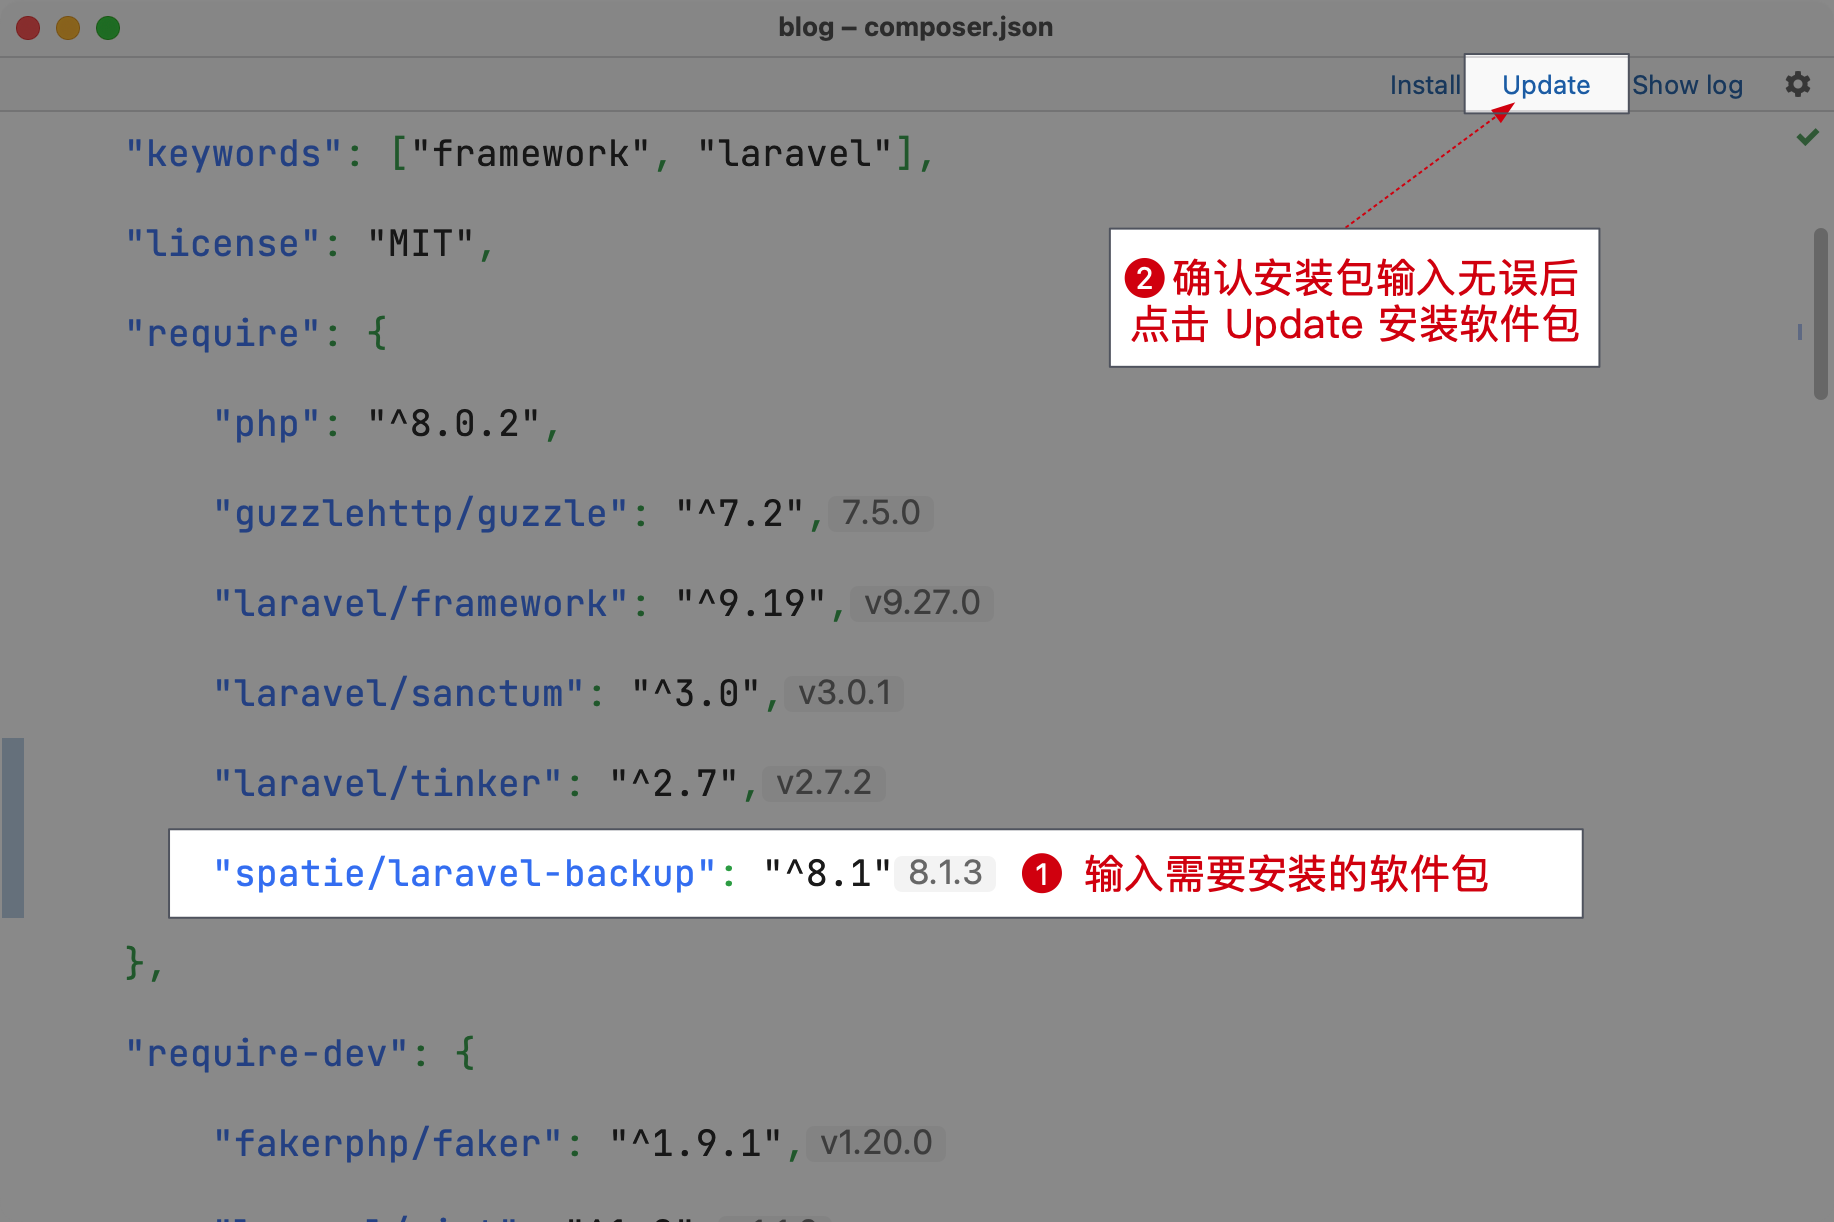 blog – composer.json
Install Update Show log
"keywords": ["framework", "laravel"],
"license": "MIT",
"require": {
❷确认安装包输入无误后
点击 Update 安装软件包
"php": "^8.0.2",
"guzzlehttp/guzzle": "^7.2", 7.5.0
"laravel/framework": "^9.19", v9.27.0
"laravel/sanctum": "^3.0", v3.0.1
"laravel/tinker": "^2.7", v2.7.2
"spatie/laravel-backup": "^8.1" 8.1.3 ❶ 输入需要安装的软件包
},
"require-dev": {
"fakerphp/faker": "^1.9.1", v1.20.0